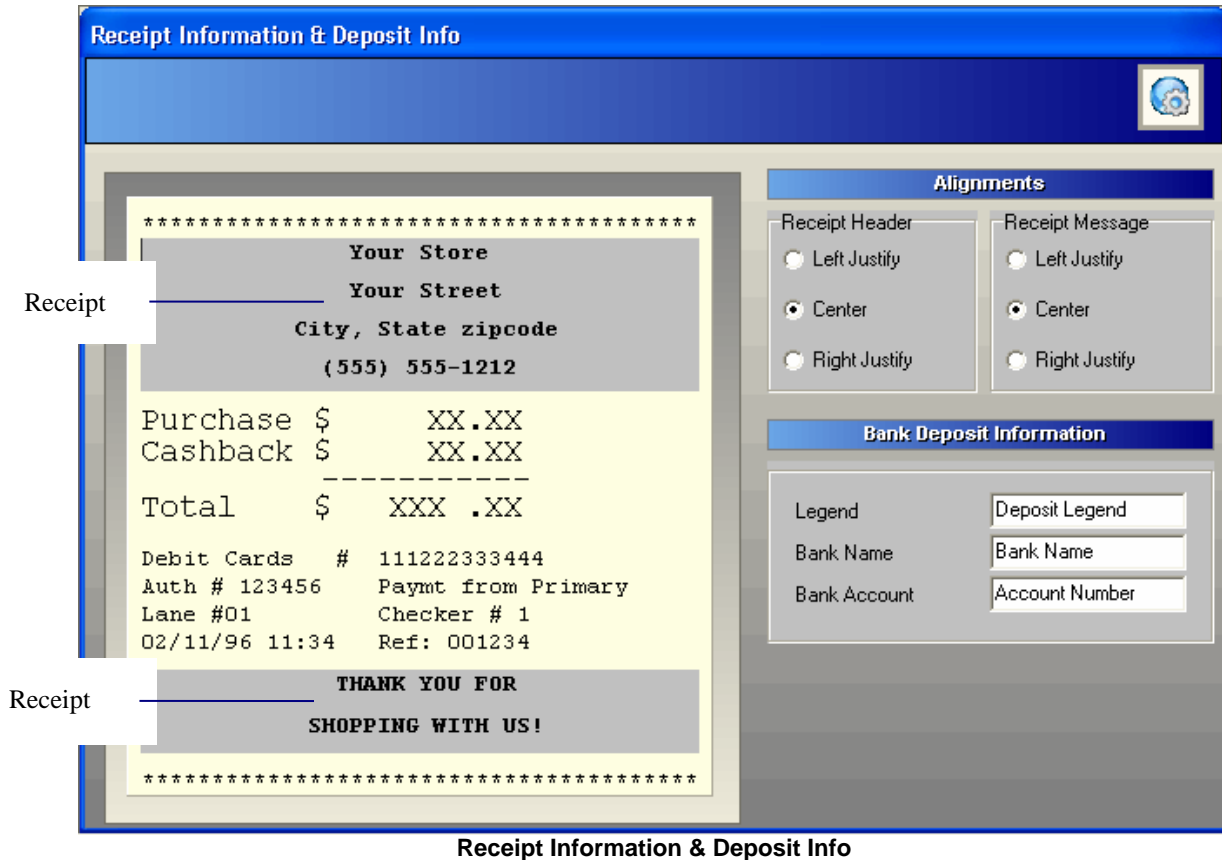 Receipt Information & Deposit Info
****************************************
Your Store
Your Street
City, State zipcode
(555) 555-1212
Receipt
Purchase $ XX.XX
Cashback $ XX.XX
-----------
Total $ XXX .XX
Debit Cards # 111222333444
Auth # 123456 Paymt from Primary
Lane #01 Checker # 1
02/11/96 11:34 Ref: 001234
Receipt
THANK YOU FOR
SHOPPING WITH US!
****************************************
Alignments
Receipt Header
Left Justify
Center
Right Justify
Receipt Message
Left Justify
Center
Right Justify
Bank Deposit Information
Legend Deposit Legend
Bank Name Bank Name
Bank Account Account Number
Receipt Information & Deposit Info